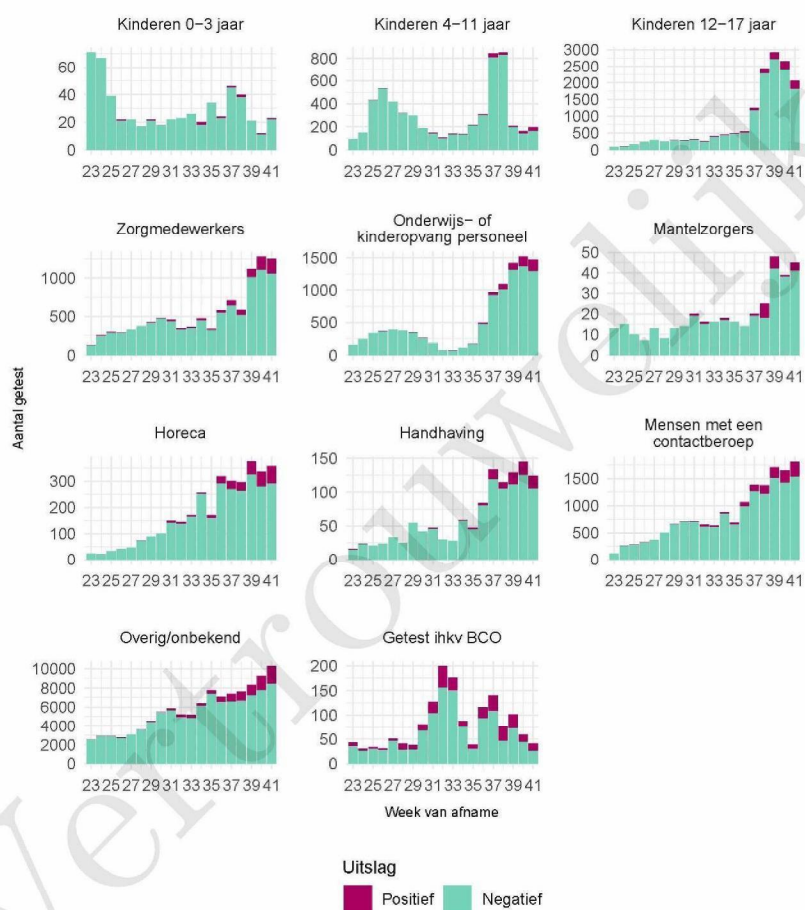 Kinderen 0−3 jaar
Kinderen 4−11 jaar
Kinderen 12−17 jaar
60
40
20
0
800
600
400
200
0
3000
2500
2000
1500
1000
500
0
23 25 27 29 31 33 35 37 39 41
23 25 27 29 31 33 35 37 39 41
23 25 27 29 31 33 35 37 39 41
Zorgmedewerkers
Onderwijs− of
kinderopvang personeel
Mantelzorgers
1000
500
0
1500
1000
500
0
50
40
30
20
10
0
23 25 27 29 31 33 35 37 39 41
23 25 27 29 31 33 35 37 39 41
23 25 27 29 31 33 35 37 39 41
Aantal getest
Horeca
Handhaving
Mensen met een
contactberoep
300
200
100
0
150
100
50
0
1500
1000
500
0
23 25 27 29 31 33 35 37 39 41
23 25 27 29 31 33 35 37 39 41
23 25 27 29 31 33 35 37 39 41
Overig/onbekend
Getest ihkv BCO
10000
8000
6000
4000
2000
0
200
150
100
50
0
23 25 27 29 31 33 35 37 39 41
23 25 27 29 31 33 35 37 39 41
Week van afname
Uitslag
Positief
Negatief
Vertrouwelijk